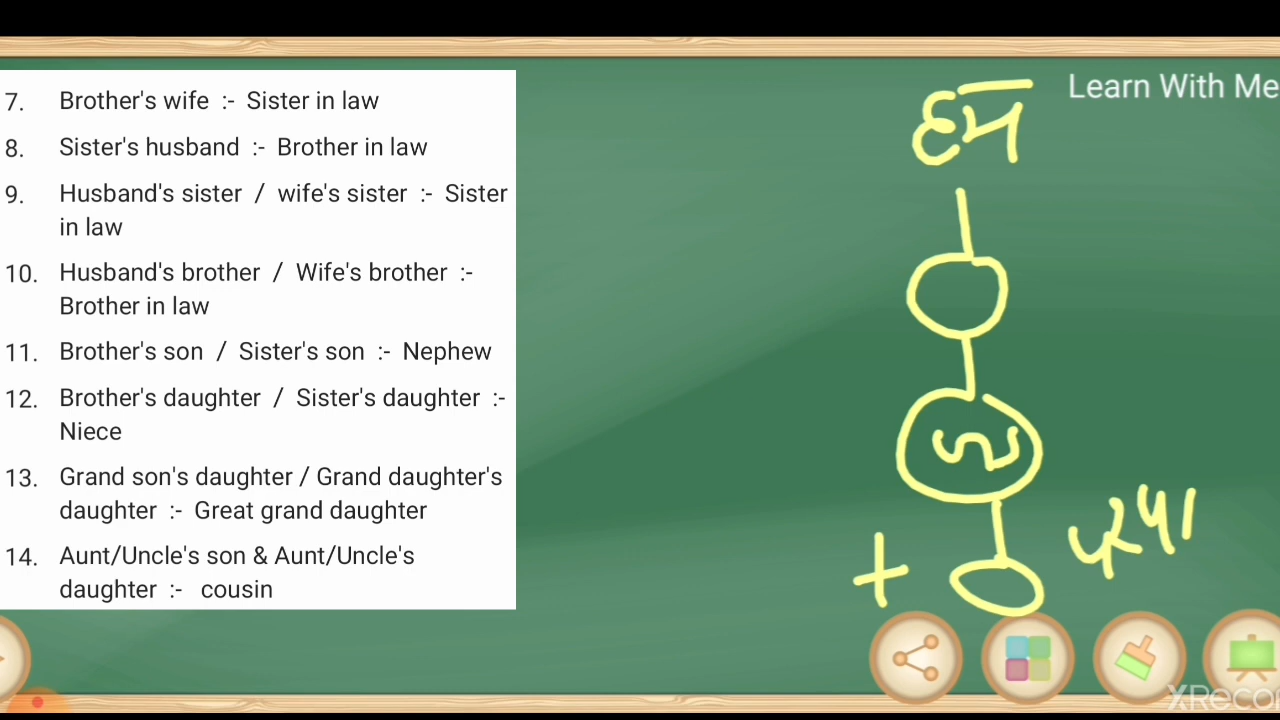 Learn With Me
7. Brother's wife :- Sister in law
8. Sister's husband :- Brother in law
9. Husband's sister / wife's sister :- Sister
in law
10. Husband's brother / Wife's brother :-
Brother in law
11. Brother's son / Sister's son :- Nephew
12. Brother's daughter / Sister's daughter :-
Niece
13. Grand son's daughter / Grand daughter's
daughter :- Great grand daughter
14. Aunt/Uncle's son & Aunt/Uncle's
daughter :- cousin
हम
+